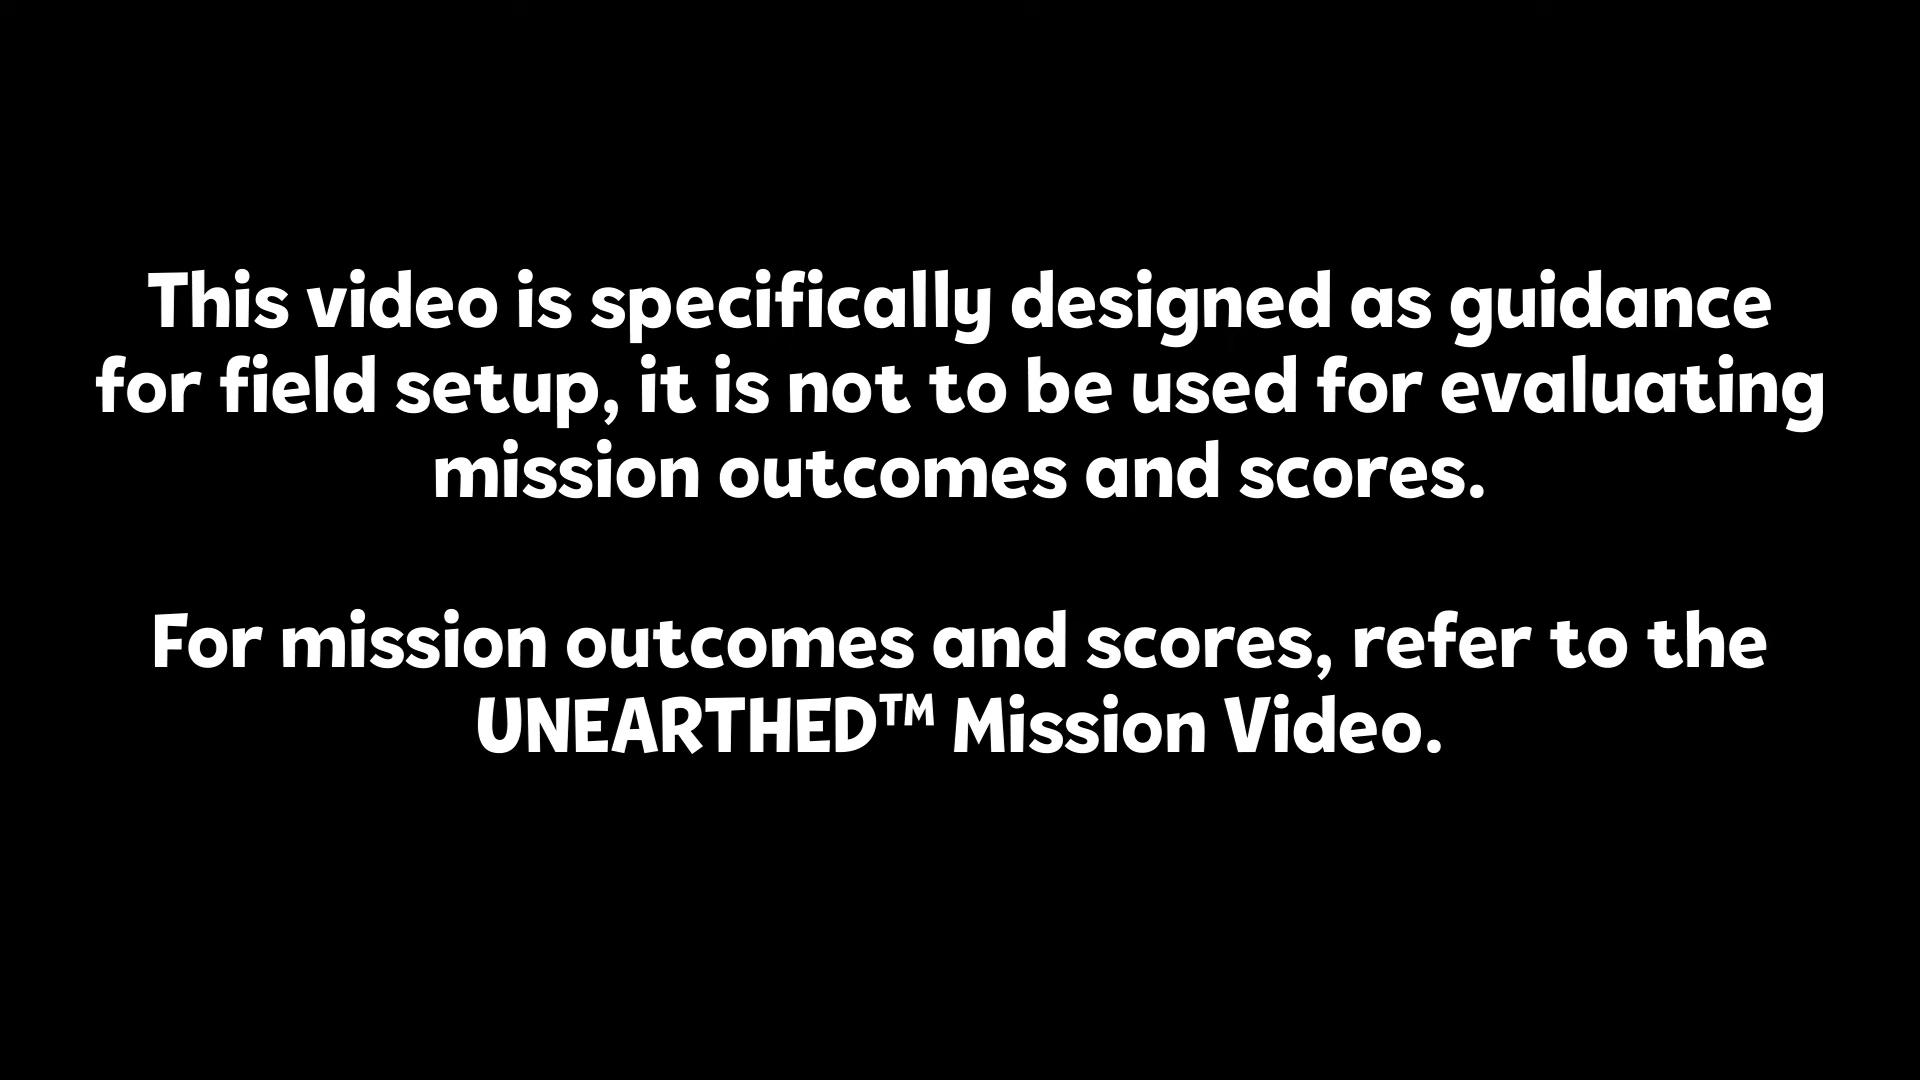 This video is specifically designed as guidance
for field setup, it is not to be used for evaluating
mission outcomes and scores.
For mission outcomes and scores, refer to the
UNEARTHED™ Mission Video.